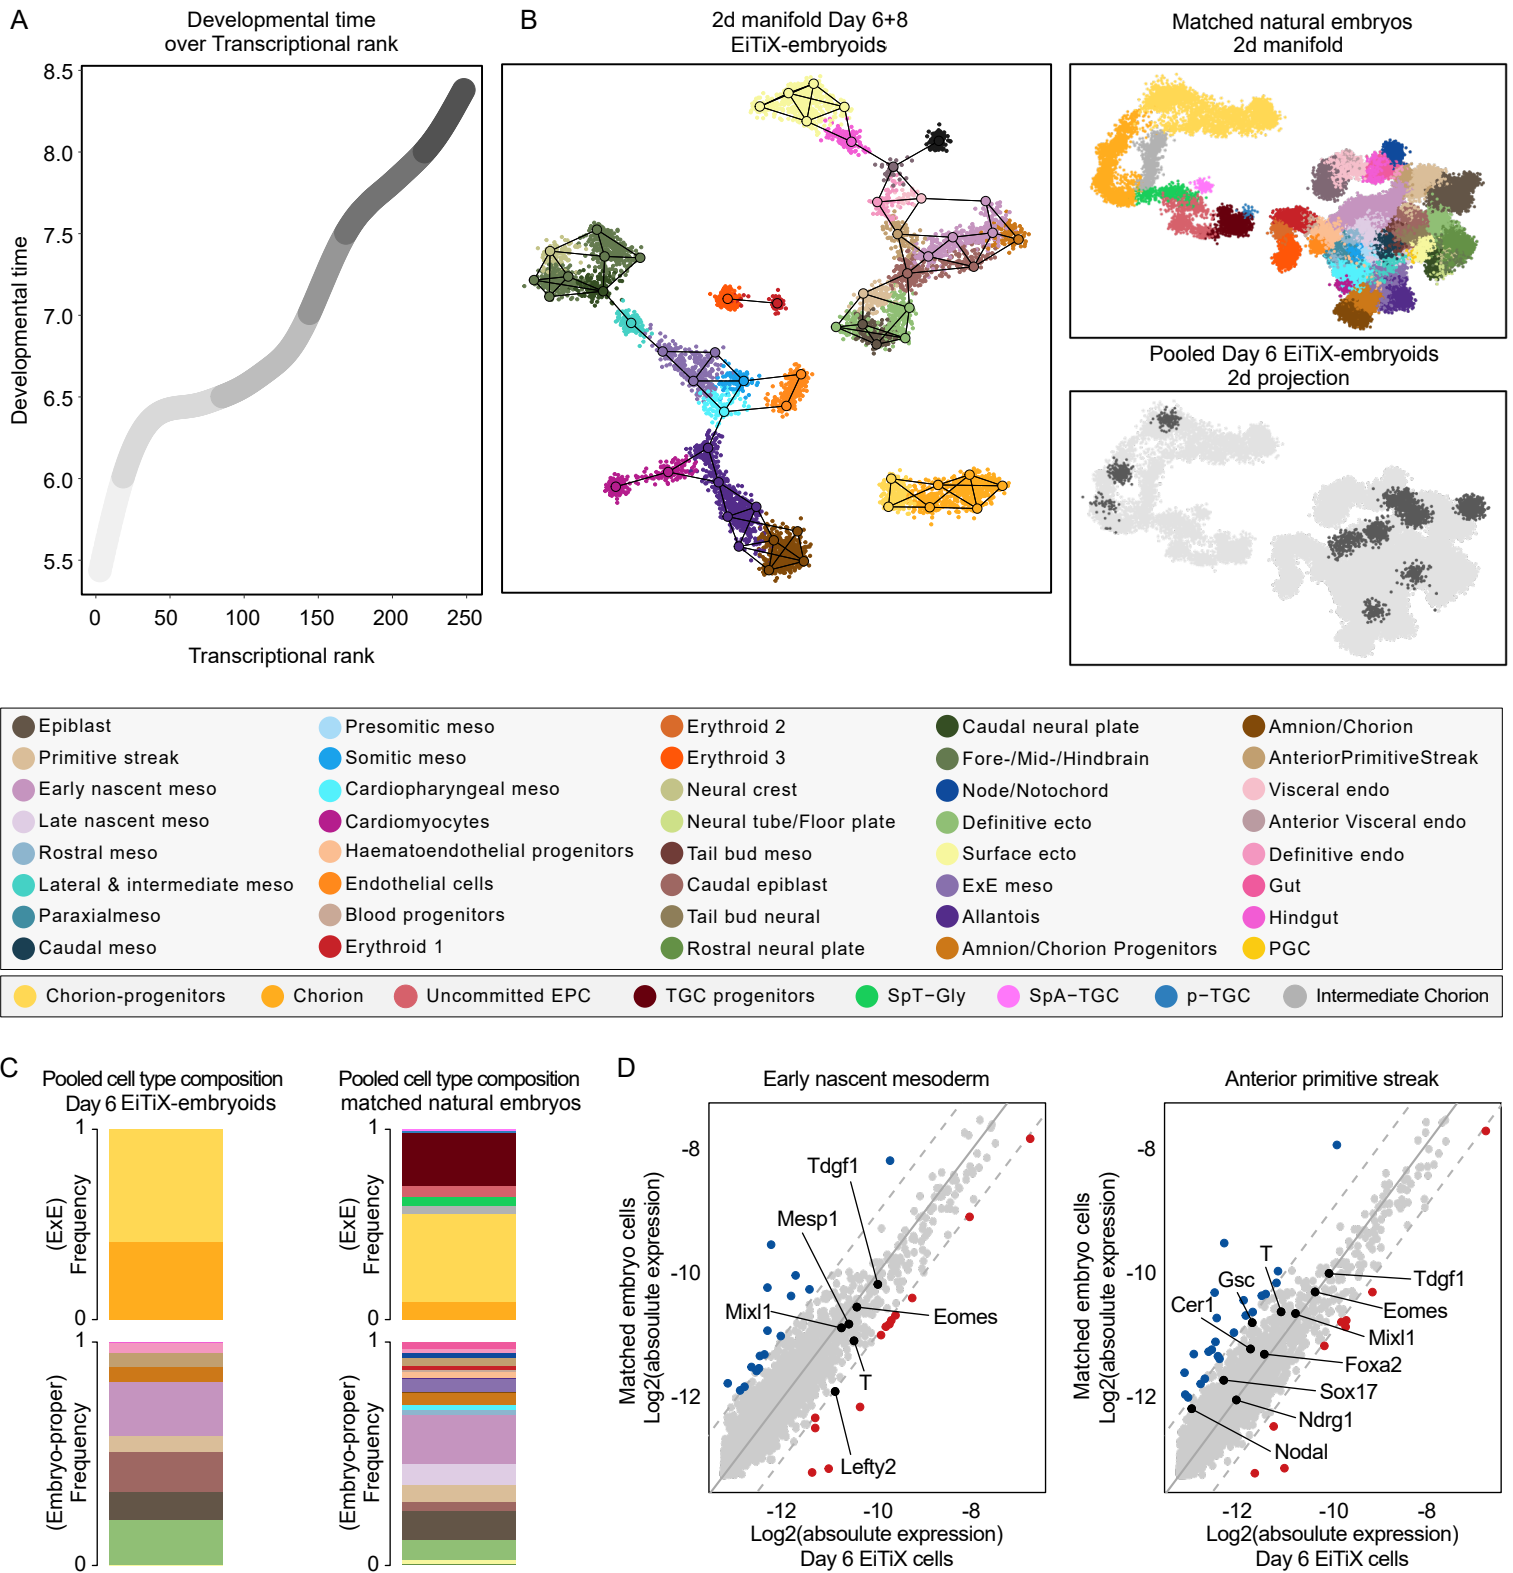 A
Developmental time
over Transcriptional rank
8.5
8.0
7.5
7.0
6.5
6.0
5.5
Developmental time
0 50 100 150 200 250
Transcriptional rank
B
2d manifold Day 6+8
EiTiX-embryoids
Matched natural embryos
2d manifold
Pooled Day 6 EiTiX-embryoids
2d projection
Epiblast
Primitive streak
Early nascent meso
Late nascent meso
Rostral meso
Lateral & intermediate meso
Paraxialmeso
Caudal meso
Presomitic meso
Somitic meso
Cardiopharyngeal meso
Cardiomyocytes
Haematoendothelial progenitors
Endothelial cells
Blood progenitors
Erythroid 1
Erythroid 2
Erythroid 3
Neural crest
Neural tube/Floor plate
Tail bud meso
Caudal epiblast
Tail bud neural
Rostral neural plate
Caudal neural plate
Fore-/Mid-/Hindbrain
Node/Notochord
Definitive ecto
Surface ecto
ExE meso
Allantois
Amnion/Chorion Progenitors
Amnion/Chorion
AnteriorPrimitiveStreak
Visceral endo
Anterior Visceral endo
Definitive endo
Gut
Hindgut
PGC
Chorion-progenitors Chorion Uncommitted EPC TGC progenitors SpT−Gly SpA−TGC p−TGC Intermediate Chorion
C
Pooled cell type composition
Day 6 EiTiX-embryoids
1
0
(ExE)
Frequency
1
0
(Embryo-proper)
Frequency
Pooled cell type composition
matched natural embryos
1
0
(ExE)
Frequency
1
0
(Embryo-proper)
Frequency
D
Early nascent mesoderm
-8
-10
-12
Matched embryo cells
Log2(absoulute expression)
Tdgf1
Mesp1
Mixl1
Eomes
T
Lefty2
-12 -10 -8
Log2(absoulute expression)
Day 6 EiTiX cells
Anterior primitive streak
-8
-10
-12
Matched embryo cells
Log2(absoulute expression)
T
Gsc
Cer1
Tdgf1
Eomes
Mixl1
Foxa2
Sox17
Ndrg1
Nodal
-12 -10 -8
Log2(absoulute expression)
Day 6 EiTiX cells